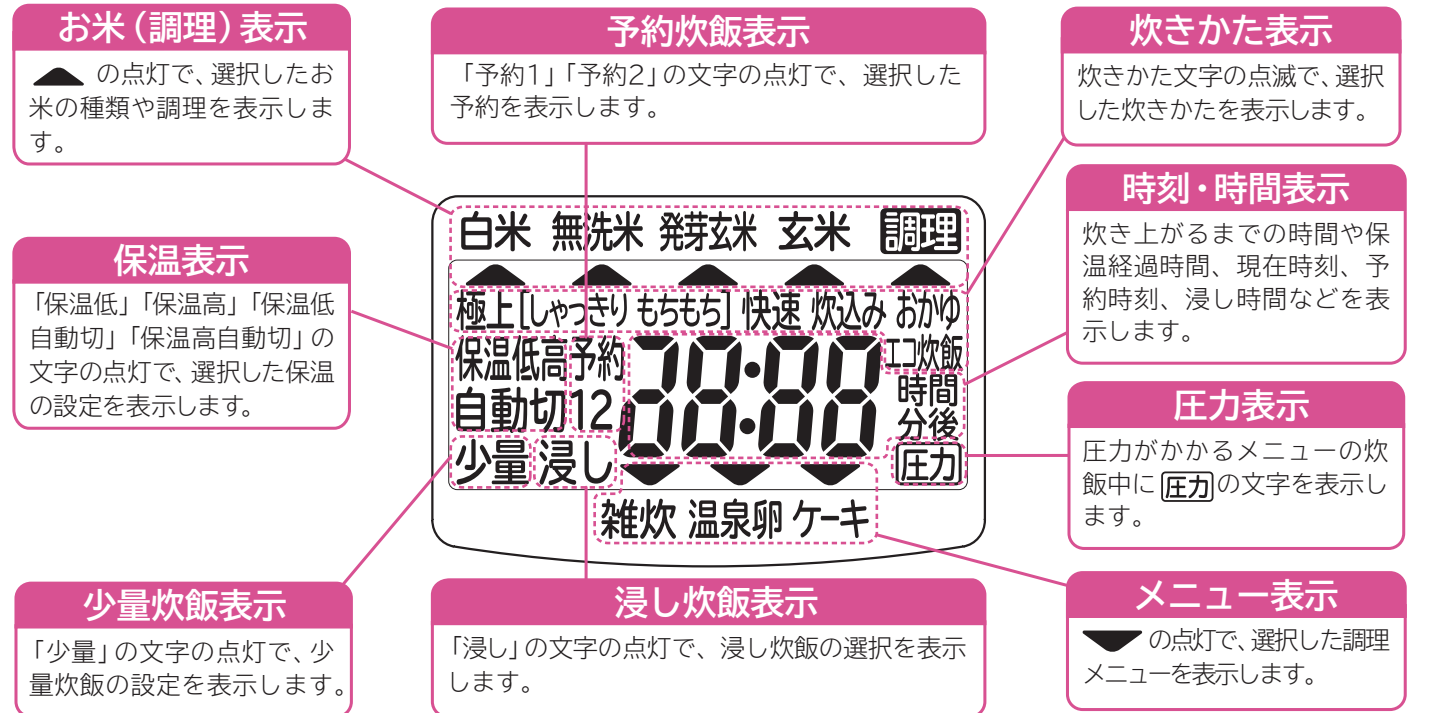 お米（調理）表示
の点灯で、選択したお
米の種類や調理を表示しま
す。
予約炊飯表示
「予約1」「予約2」の文字の点灯で、選択した
予約を表示します。
炊きかた表示
炊きかた文字の点滅で、選択
した炊きかたを表示します。
保温表示
「保温低」「保温高」「保温低
自動切」「保温高自動切」の
文字の点灯で、選択した保温
の設定を表示します。
白米 無洗米 発芽玄米 玄米 調理
極上[しゃっきり もちもち] 快速 炊込み おかゆ
保温低高 予約 エコ炊飯
自動切 12 38:88 時間
分後
少量 浸し 圧力
雑炊 温泉卵 ケーキ
時刻・時間表示
炊き上がるまでの時間や保
温経過時間、現在時刻、予
約時刻、浸し時間などを表
示します。
圧力表示
圧力がかかるメニューの炊
飯中に圧力の文字を表示し
ます。
少量炊飯表示
「少量」の文字の点灯で、少
量炊飯の設定を表示します。
浸し炊飯表示
「浸し」の文字の点灯で、浸し炊飯の選択を表示
します。
メニュー表示
の点灯で、選択した調理
メニューを表示します。